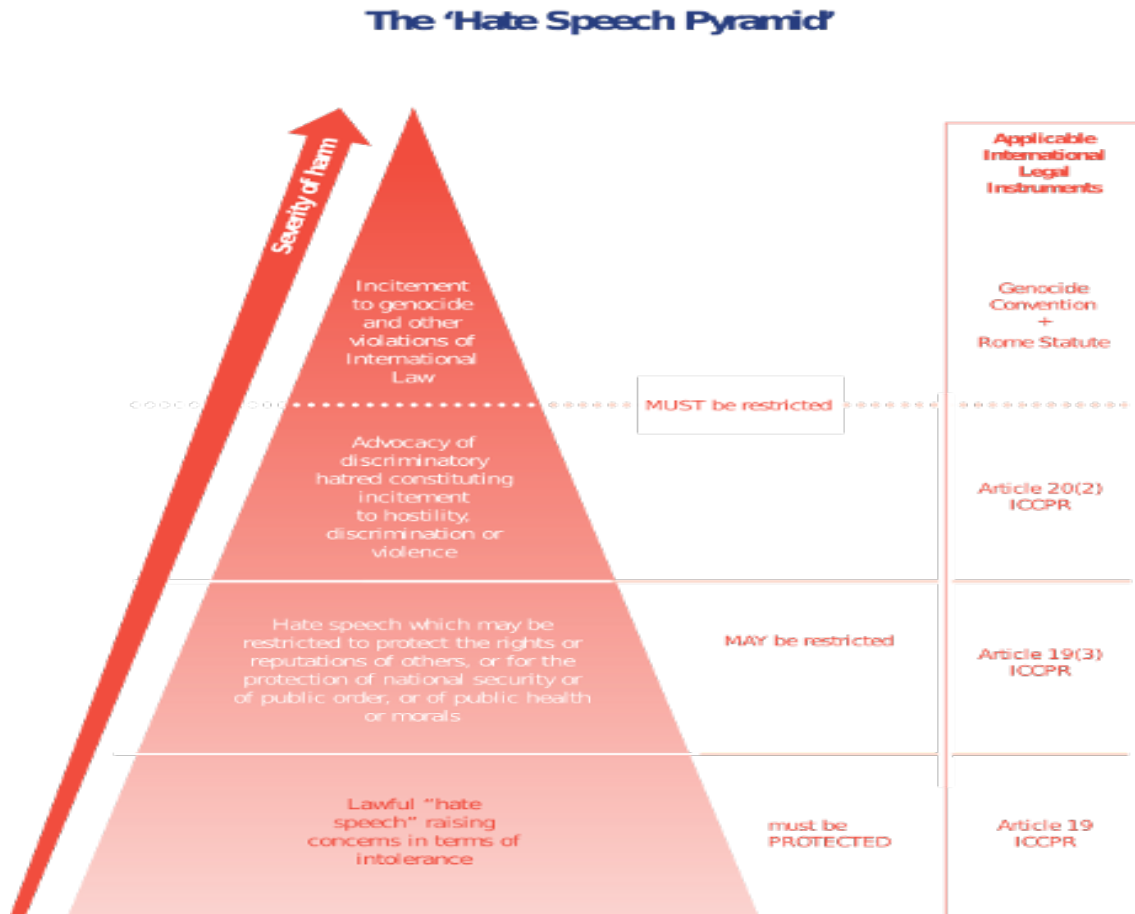 The ‘Hate Speech Pyramid’
Severity of harm
Incitement
to genocide
and other
violations of
International
Law
Advocacy of
discriminatory
hatred constituting
incitement
to hostility,
discrimination or
violence
Hate speech which may be
restricted to protect the rights or
reputations of others, or for the
protection of national security or
of public order, or of public health
or morals
Lawful “hate
speech” raising
concerns in terms of
intolerance
MUST be restricted
MAY be restricted
must be
PROTECTED
Applicable
International
Legal
Instruments
Genocide
Convention
+
Rome Statute
Article 20(2)
ICCPR
Article 19(3)
ICCPR
Article 19
ICCPR